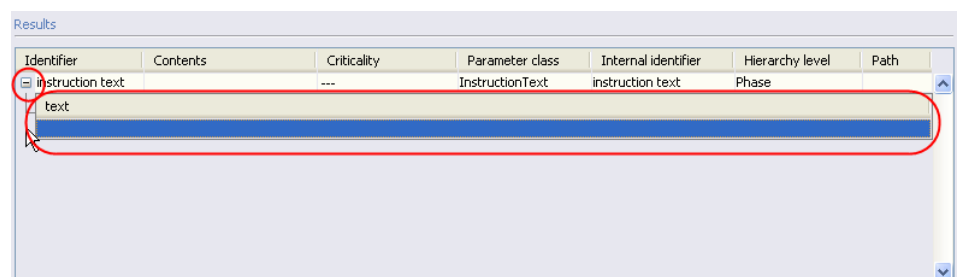 Results
Identifier Contents Criticality Parameter class Internal identifier Hierarchy level Path
instruction text --- InstructionText instruction text Phase
text